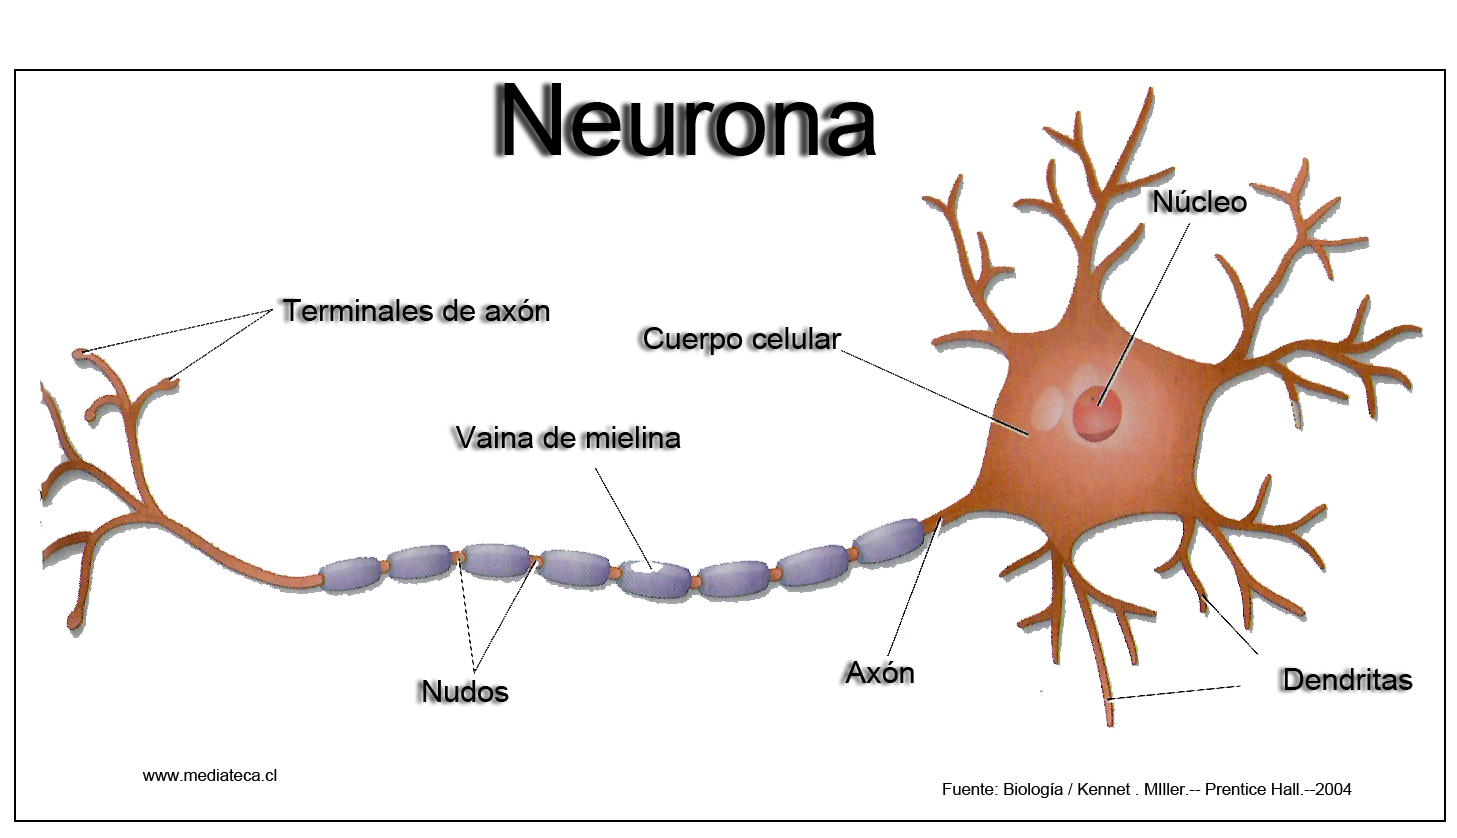 Neurona
Núcleo
Terminales de axón
Cuerpo celular
Vaina de mielina
Axón
Dendritas
Nudos
www.mediateca.cl
Fuente: Biología / Kennet . MIller.-- Prentice Hall.--2004